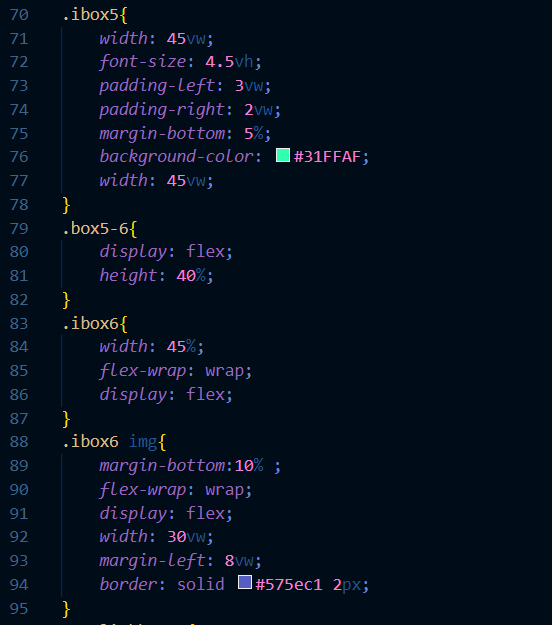 70 .ibox5{
71 width: 45vw;
72 font-size: 4.5vh;
73 padding-left: 3vw;
74 padding-right: 2vw;
75 margin-bottom: 5%;
76 background-color: #31FFAF;
77 width: 45vw;
78 }
79 .box5-6{
80 display: flex;
81 height: 40%;
82 }
83 .ibox6{
84 width: 45%;
85 flex-wrap: wrap;
86 display: flex;
87 }
88 .ibox6 img{
89 margin-bottom:10% ;
90 flex-wrap: wrap;
91 display: flex;
92 width: 30vw;
93 margin-left: 8vw;
94 border: solid #575ec1 2px;
95 }